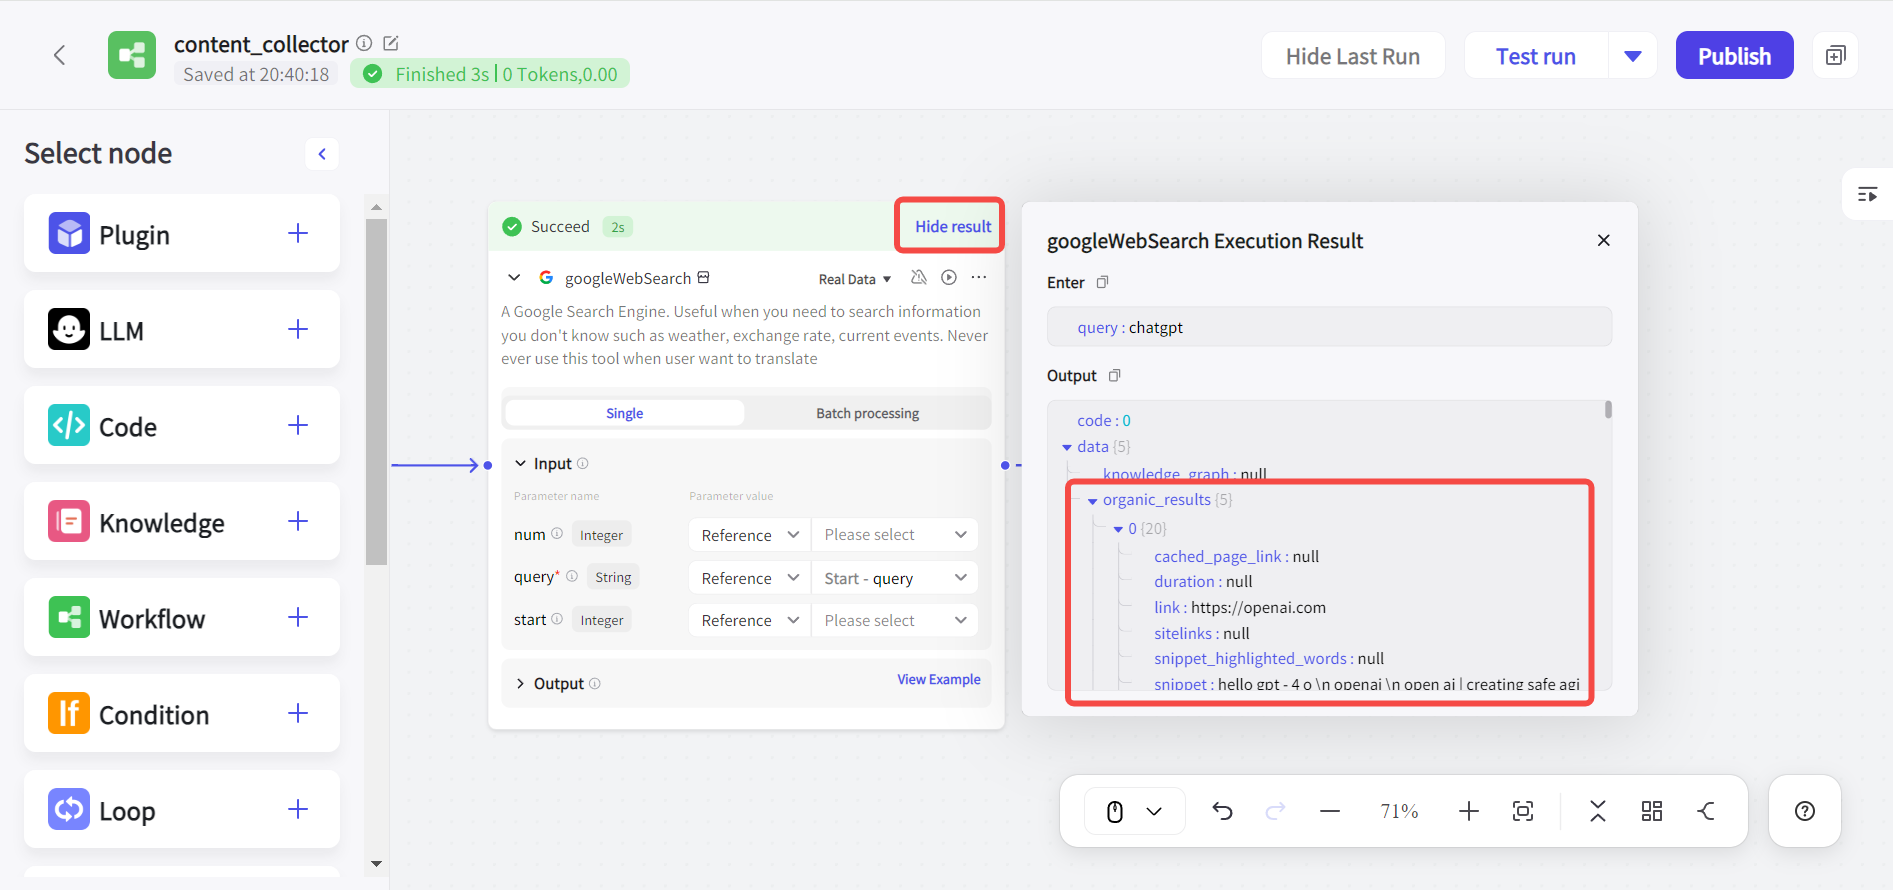 content_collector
Saved at 20:40:18
Finished 3s | 0 Tokens,0.00
Hide Last Run
Test run
Publish
Select node
Plugin
LLM
Code
Knowledge
Workflow
If
Condition
Loop
Succeed
2s
Hide result
googleWebSearch
Real Data
A Google Search Engine. Useful when you need to search information
you don't know such as weather, exchange rate, current events. Never
ever use this tool when user want to translate
Single
Batch processing
Input
Parameter name
Parameter value
num
Integer
Reference
Please select
query*
String
Reference
Start - query
start
Integer
Reference
Please select
Output
View Example
googleWebSearch Execution Result
Enter
query : chatgpt
Output
code : 0
data {5}
knowledge_graph : null
organic_results {5}
0 {20}
cached_page_link : null
duration : null
link : https://openai.com
sitelinks : null
snippet_highlighted_words : null
snippet : hello gpt - 4 o \n openai \n open ai | creating safe agi
71%